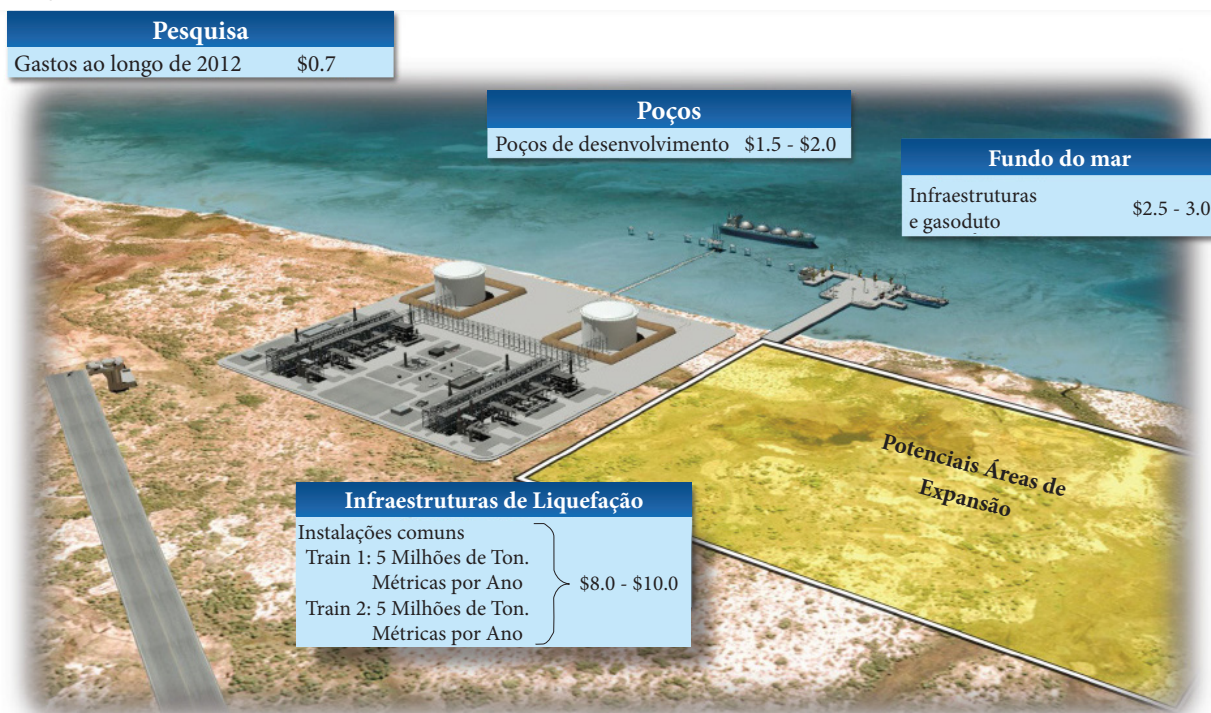 Pesquisa
Gastos ao longo de 2012 $0.7
Poços
Poços de desenvolvimento $1.5 - $2.0
Fundo do mar
Infraestruturas
e gasoduto
$2.5 - 3.0
Potenciais Áreas de
Expansão
Infraestruturas de Liquefação
Instalações comuns
Train 1: 5 Milhões de Ton.
Métricas por Ano
Train 2: 5 Milhões de Ton.
Métricas por Ano
$8.0 - $10.0